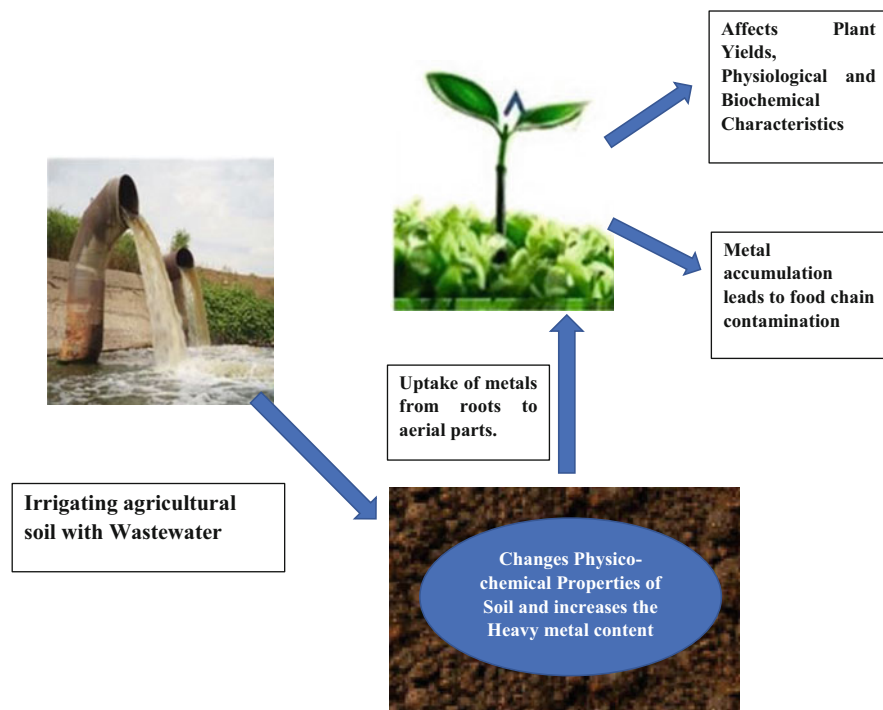 Irrigating agricultural
soil with Wastewater
Changes Physico-
chemical Properties of
Soil and increases the
Heavy metal content
Uptake of metals
from roots to
aerial parts.
Affects Plant
Yields,
Physiological and
Biochemical
Characteristics
Metal
accumulation
leads to food chain
contamination